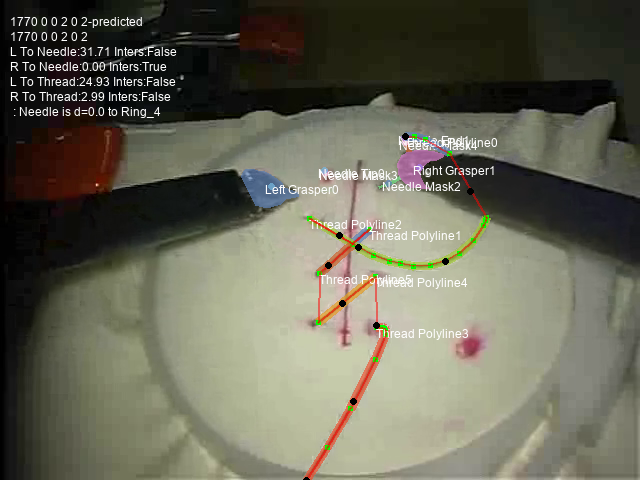 1770 0 0 2 0 2-predicted
1770 0 0 2 0 2
L To Needle:31.71 Inters:False
R To Needle:0.00 Inters:True
L To Thread:24.93 Inters:False
R To Thread:2.99 Inters:False
: Needle is d=0.0 to Ring_4
Right Grasper1
Needle Mask3
Needle Mask2
Left Grasper0
Thread Polyline2
Thread Polyline1
Thread Polyline5
Thread Polyline4
Thread Polyline3